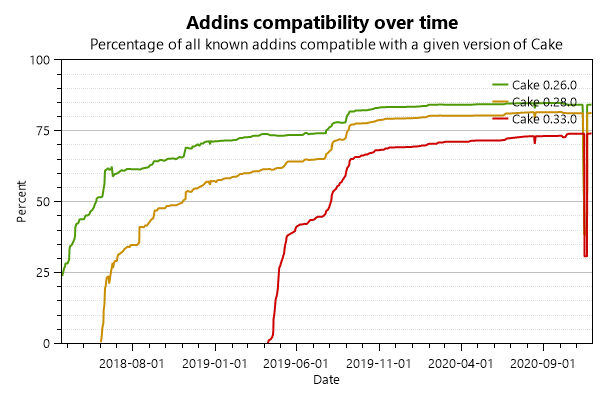 Addins compatibility over time
Percentage of all known addins compatible with a given version of Cake
100
75
50
25
0
Percent
Cake 0.26.0
Cake 0.28.0
Cake 0.33.0
2018-08-01
2019-01-01
2019-06-01
2019-11-01
2020-04-01
2020-09-01
Date